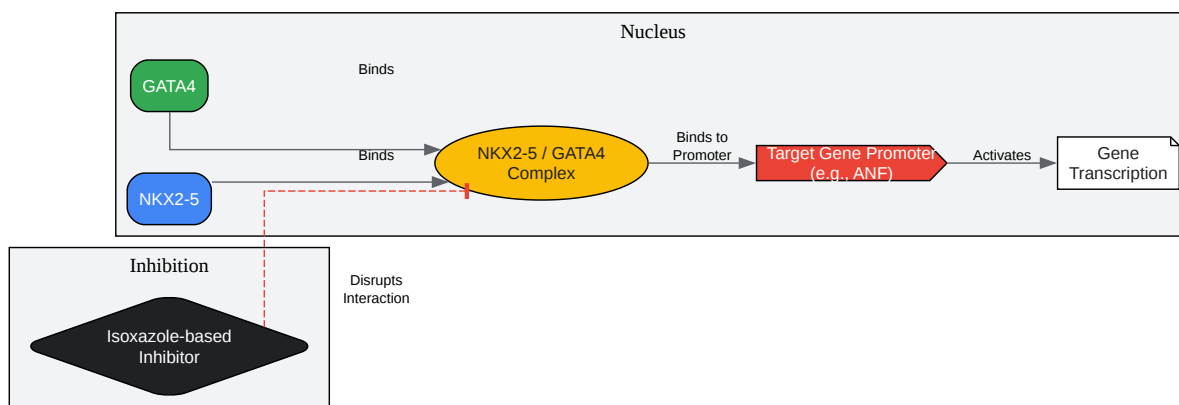 Nucleus
GATA4
Binds
Binds
NKX2-5
NKX2-5 / GATA4
Complex
Binds to
Promoter
Target Gene Promoter
(e.g., ANF)
Activates
Gene
Transcription
Inhibition
Isoxazole-based
Inhibitor
Disrupts
Interaction